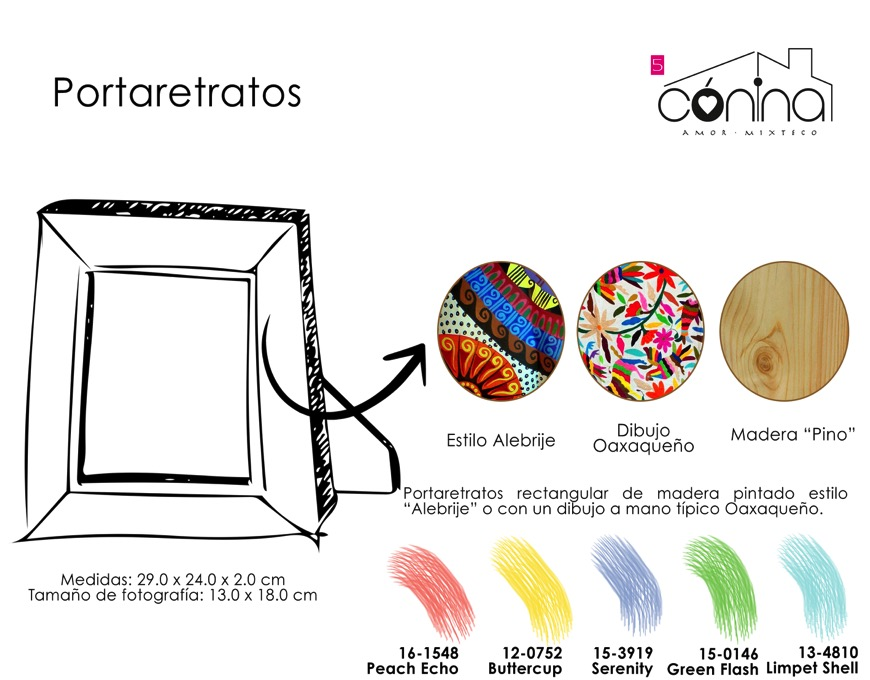 Portaretratos
5
cónina
AMOR · MIXTECO
Estilo Alebrije
Dibujo
Oaxaqueño
Madera “Pino”
Portaretratos rectangular de madera pintado estilo
“Alebrije” o con un dibujo a mano típico Oaxaqueño.
Medidas: 29.0 x 24.0 x 2.0 cm
Tamaño de fotografía: 13.0 x 18.0 cm
16-1548
Peach Echo
12-0752
Buttercup
15-3919
Serenity
15-0146
Green Flash
13-4810
Limpet Shell